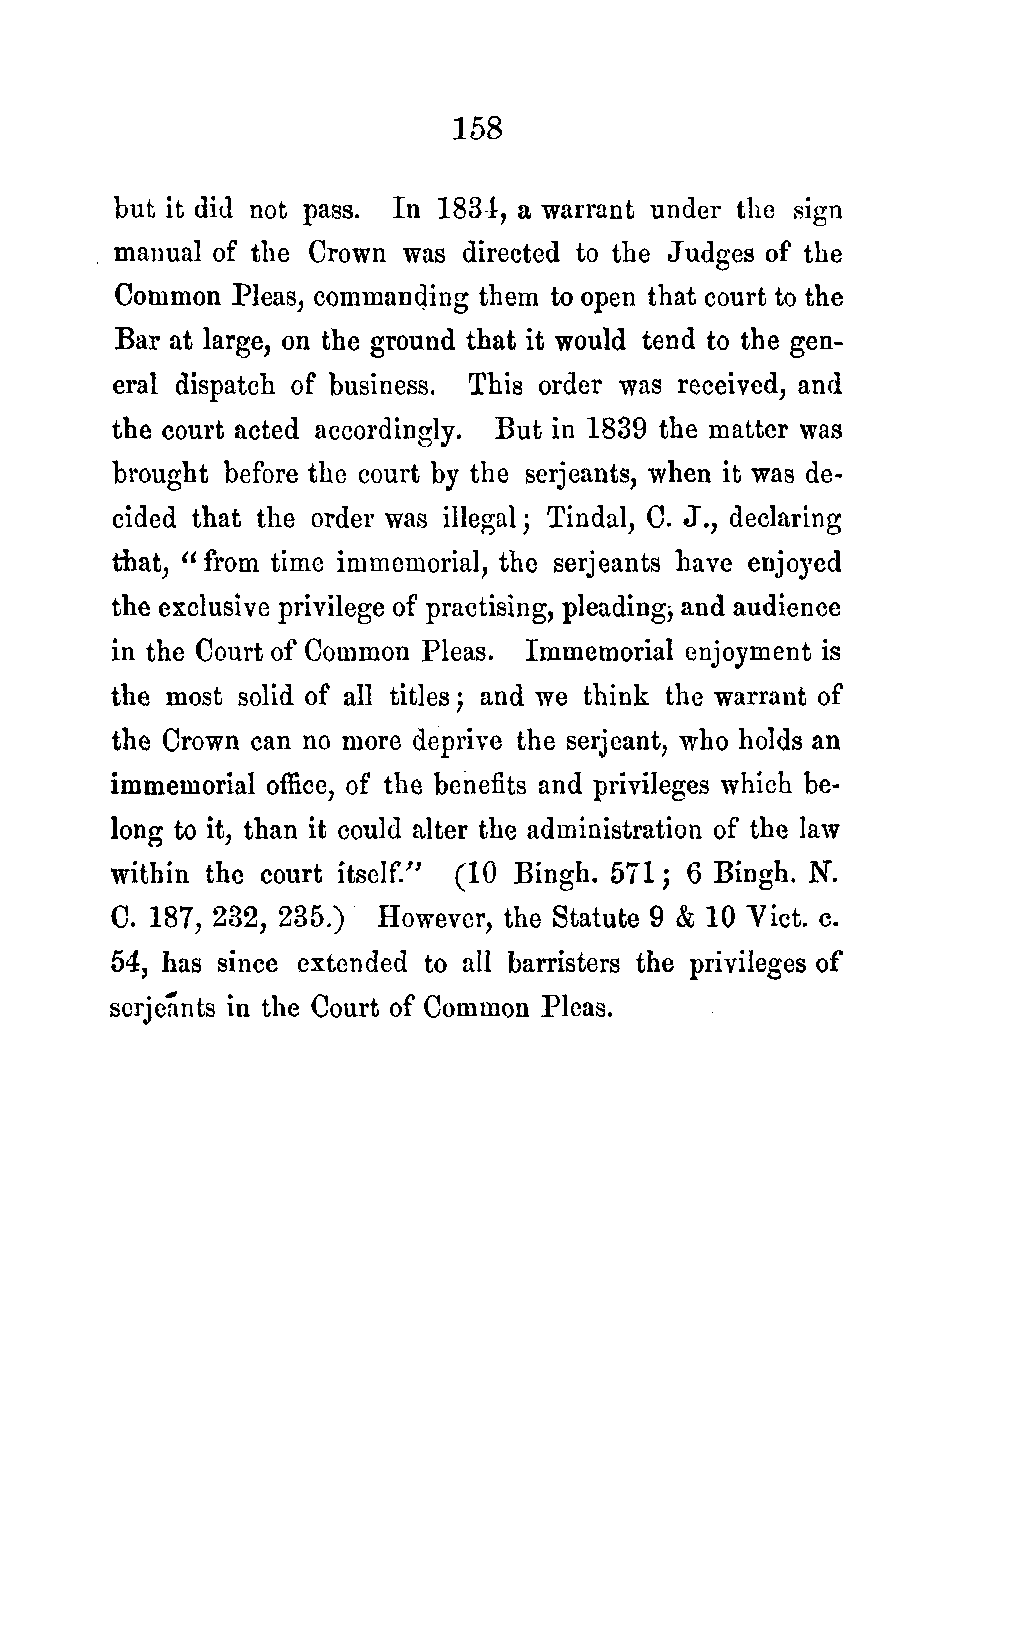 158
but it did not pass. In 1834, a warrant under the sign
manual of the Crown was directed to the Judges of the
Common Pleas, commanding them to open that court to the
Bar at large, on the ground that it would tend to the gen-
eral dispatch of business. This order was received, and
the court acted accordingly. But in 1839 the matter was
brought before the court by the serjeants, when it was de-
cided that the order was illegal; Tindal, C. J., declaring
that, "from time immemorial, the serjeants have enjoyed
the exclusive privilege of practising, pleading, and audience
in the Court of Common Pleas. Immemorial enjoyment is
the most solid of all titles; and we think the warrant of
the Crown can no more deprive the serjeant, who holds an
immemorial office, of the benefits and privileges which be-
long to it, than it could alter the administration of the law
within the court itself." (10 Bingh. 571; 6 Bingh. N.
C. 187, 232, 235.) However, the Statute 9 & 10 Vict. c.
54, has since extended to all barristers the privileges of
serjeants in the Court of Common Pleas.